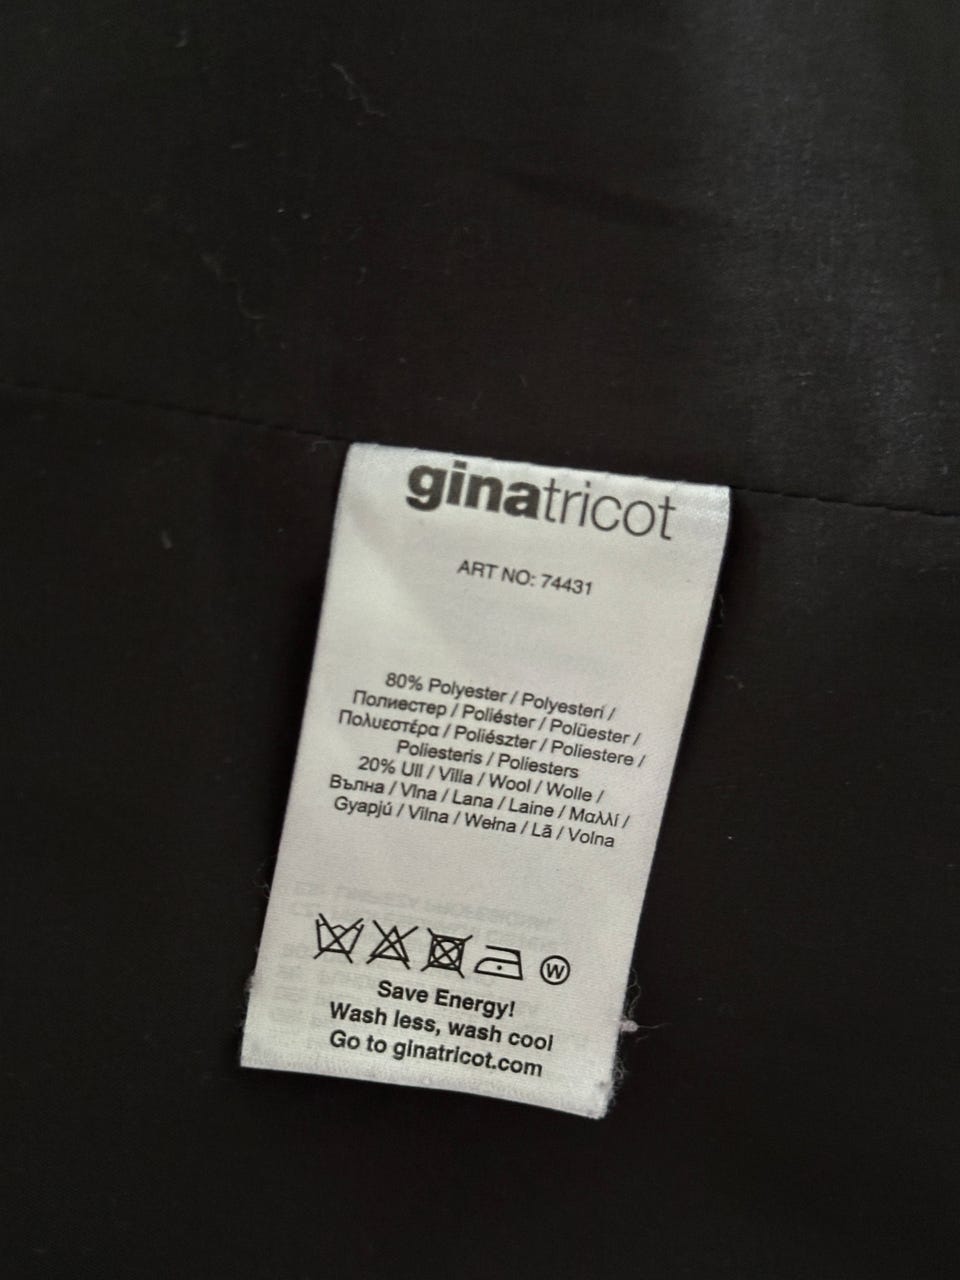 ginatricot
ART NO: 74431
80% Polyester / Polyesteri /
Полиестер / Poliéster / Polüester /
Πολυεστέρα / Poliészter / Poliestere /
Poliesteris / Poliesters
20% Ull / Villa / Wool / Wolle /
Вълна / Vlna / Lana / Laine / Μαλλί /
Gyapjú / Vilna / Wełna / Lã / Volna
W
Save Energy!
Wash less, wash cool
Go to ginatricot.com